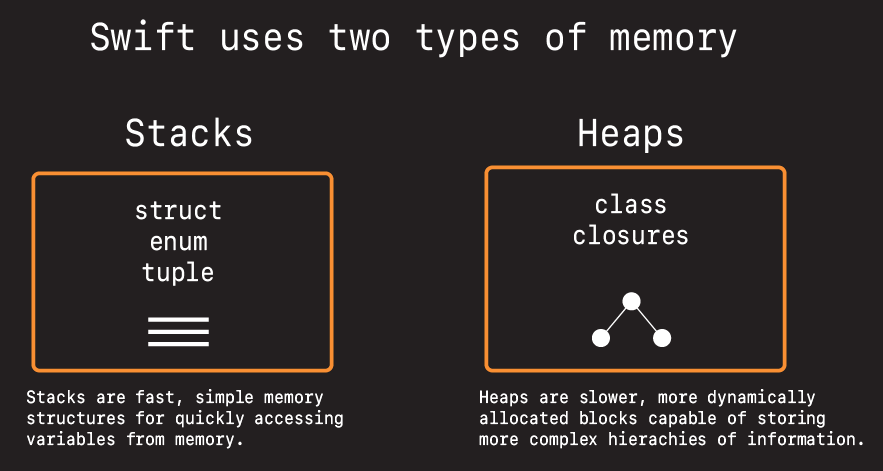 Swift uses two types of memory
Stacks
struct
enum
tuple
Stacks are fast, simple memory
structures for quickly accessing
variables from memory.
Heaps
class
closures
Heaps are slower, more dynamically
allocated blocks capable of storing
more complex hierachies of information.